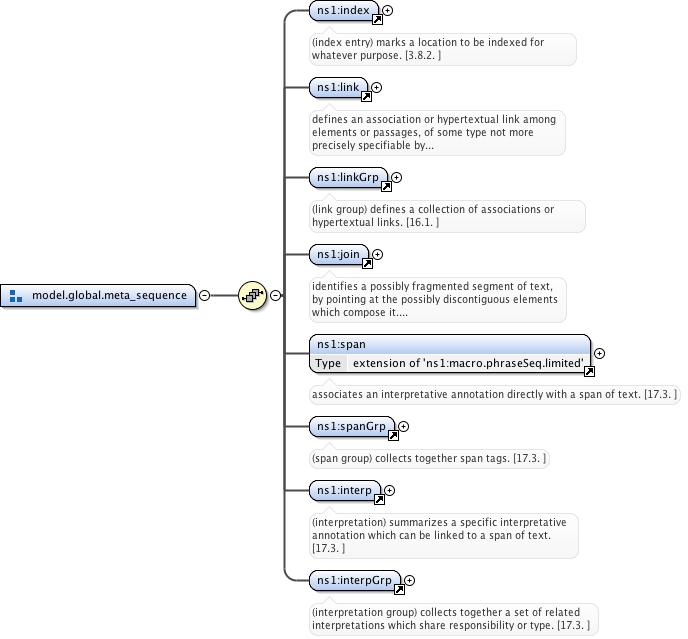 ns1:index
(index entry) marks a location to be indexed for
whatever purpose. [3.8.2. ]
ns1:link
defines an association or hypertextual link among
elements or passages, of some type not more
precisely specifiable by...
ns1:linkGrp
(link group) defines a collection of associations or
hypertextual links. [16.1. ]
ns1:join
identifies a possibly fragmented segment of text,
by pointing at the possibly discontiguous elements
which compose it....
model.global.meta_sequence
ns1:span
Type extension of 'ns1:macro.phraseSeq.limited'
associates an interpretative annotation directly with a span of text. [17.3. ]
ns1:spanGrp
(span group) collects together span tags. [17.3. ]
ns1:interp
(interpretation) summarizes a specific interpretative
annotation which can be linked to a span of text.
[17.3. ]
ns1:interpGrp
(interpretation group) collects together a set of related
interpretations which share responsibility or type. [17.3. ]